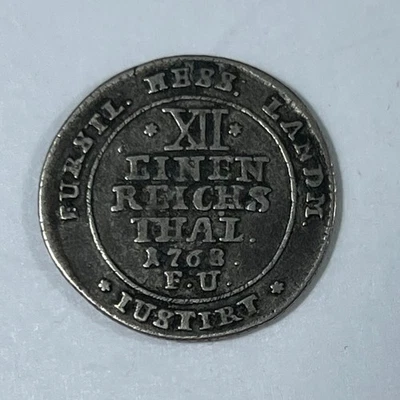 FURSTL. HESS. LANDM.
* XII *
EINEN
REICHS
THAL.
1768.
F.U.
* IUSTIRT *